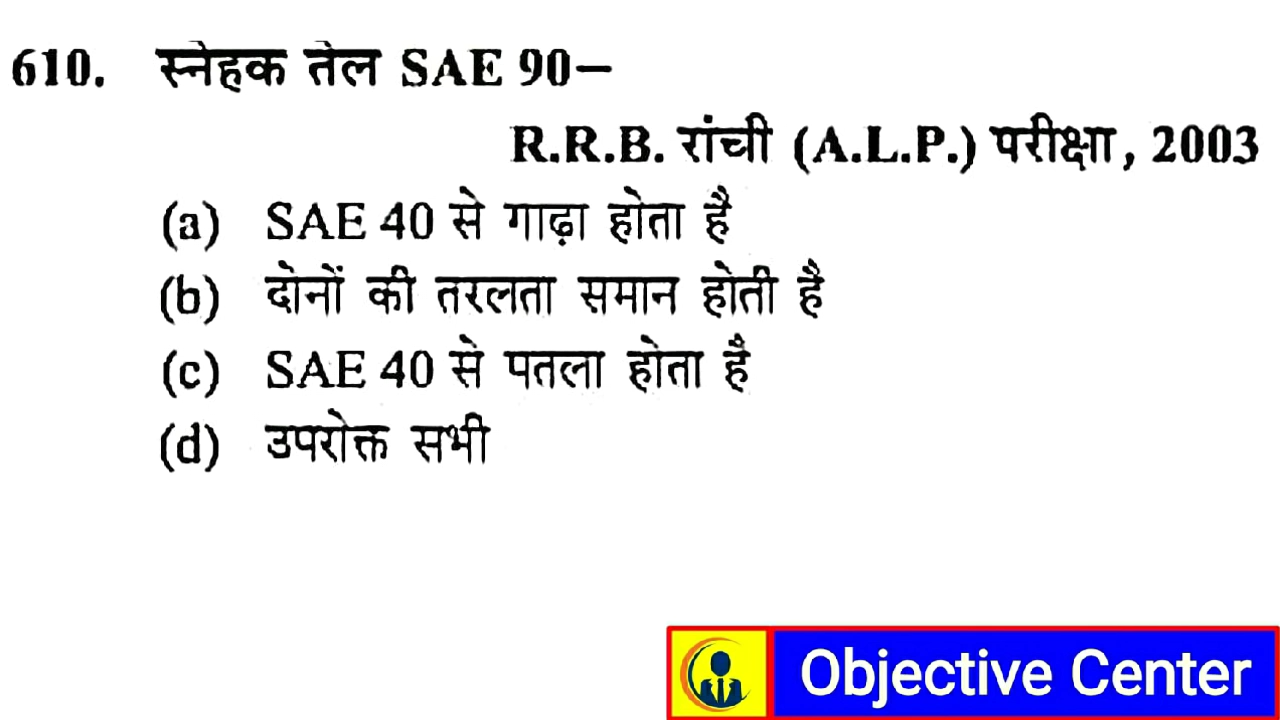 610. स्नेहक तेल SAE 90—
R.R.B. रांची (A.L.P.) परीक्षा, 2003
(a) SAE 40 से गाढ़ा होता है
(b) दोनों की तरलता समान होती है
(c) SAE 40 से पतला होता है
(d) उपरोक्त सभी
Objective Center